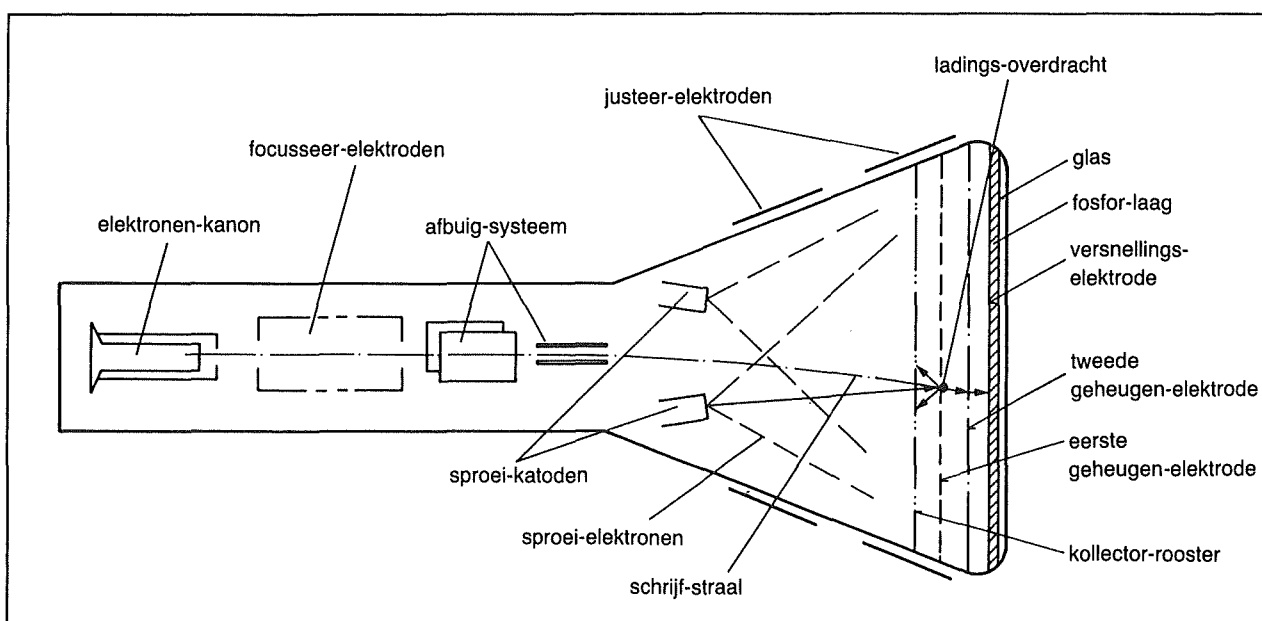 ladings-overdracht
justeer-elektroden
focusseer-elektroden
glas
fosfor-laag
elektronen-kanon
afbuig-systeem
versnellings-
elektrode
tweede
geheugen-elektrode
eerste
geheugen-elektrode
sproei-katoden
sproei-elektronen
kollector-rooster
schrijf-straal